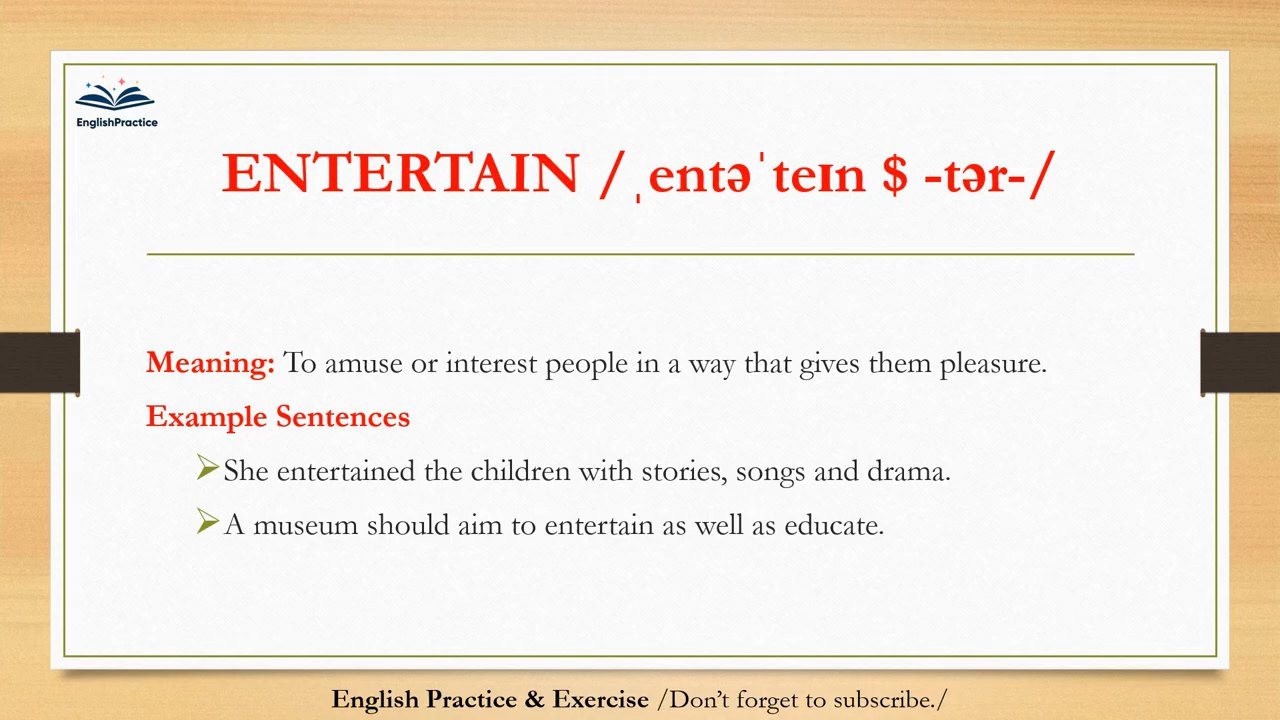 EnglishPractice
ENTERTAIN /ˌentəˈteɪn $ -tər-/
Meaning: To amuse or interest people in a way that gives them pleasure.
Example Sentences
She entertained the children with stories, songs and drama.
A museum should aim to entertain as well as educate.
English Practice & Exercise /Don’t forget to subscribe./